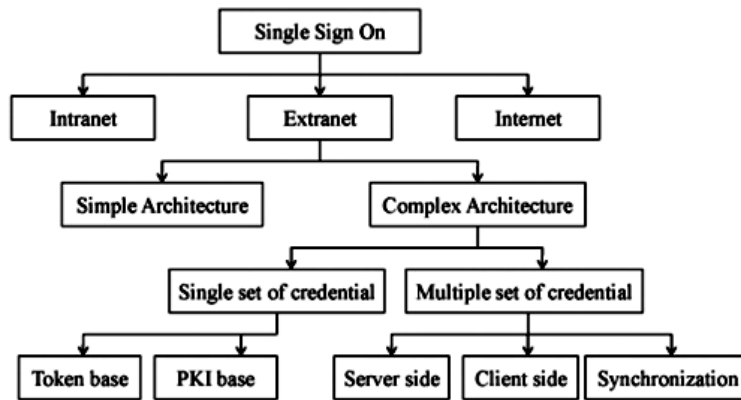 Single Sign On
Intranet
Extranet
Internet
Simple Architecture
Complex Architecture
Single set of credential
Multiple set of credential
Token base
PKI base
Server side
Client side
Synchronization